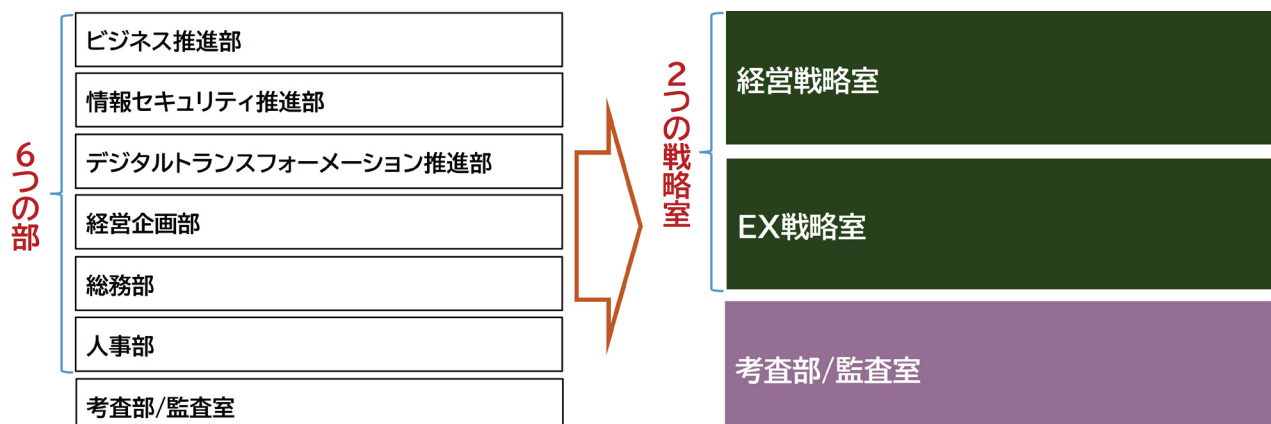 6つの部
ビジネス推進部
情報セキュリティ推進部
デジタルトランスフォーメーション推進部
経営企画部
総務部
人事部
考査部/監査室
2つの戦略室
経営戦略室
EX戦略室
考査部/監査室